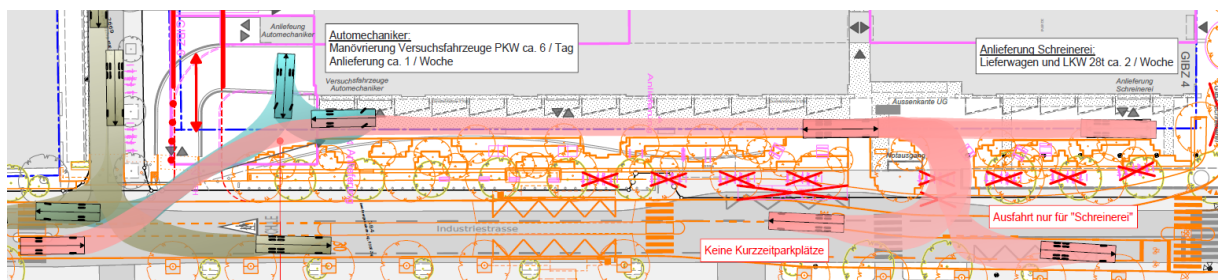 Anlieferung
Automechaniker
Automechaniker:
Manövrierung Versuchsfahrzeuge PKW ca. 6 / Tag
Anlieferung ca. 1 / Woche
Versuchsfahrzeuge
Automechaniker
Anlieferung Schreinerei:
Lieferwagen und LKW 28t ca. 2 / Woche
GIBZ 4
Anlieferung
Schreinerei
Aussenkante UG
Notausgang
Ausfahrt nur für "Schreinerei"
Industriestrasse
Keine Kurzzeitparkplätze